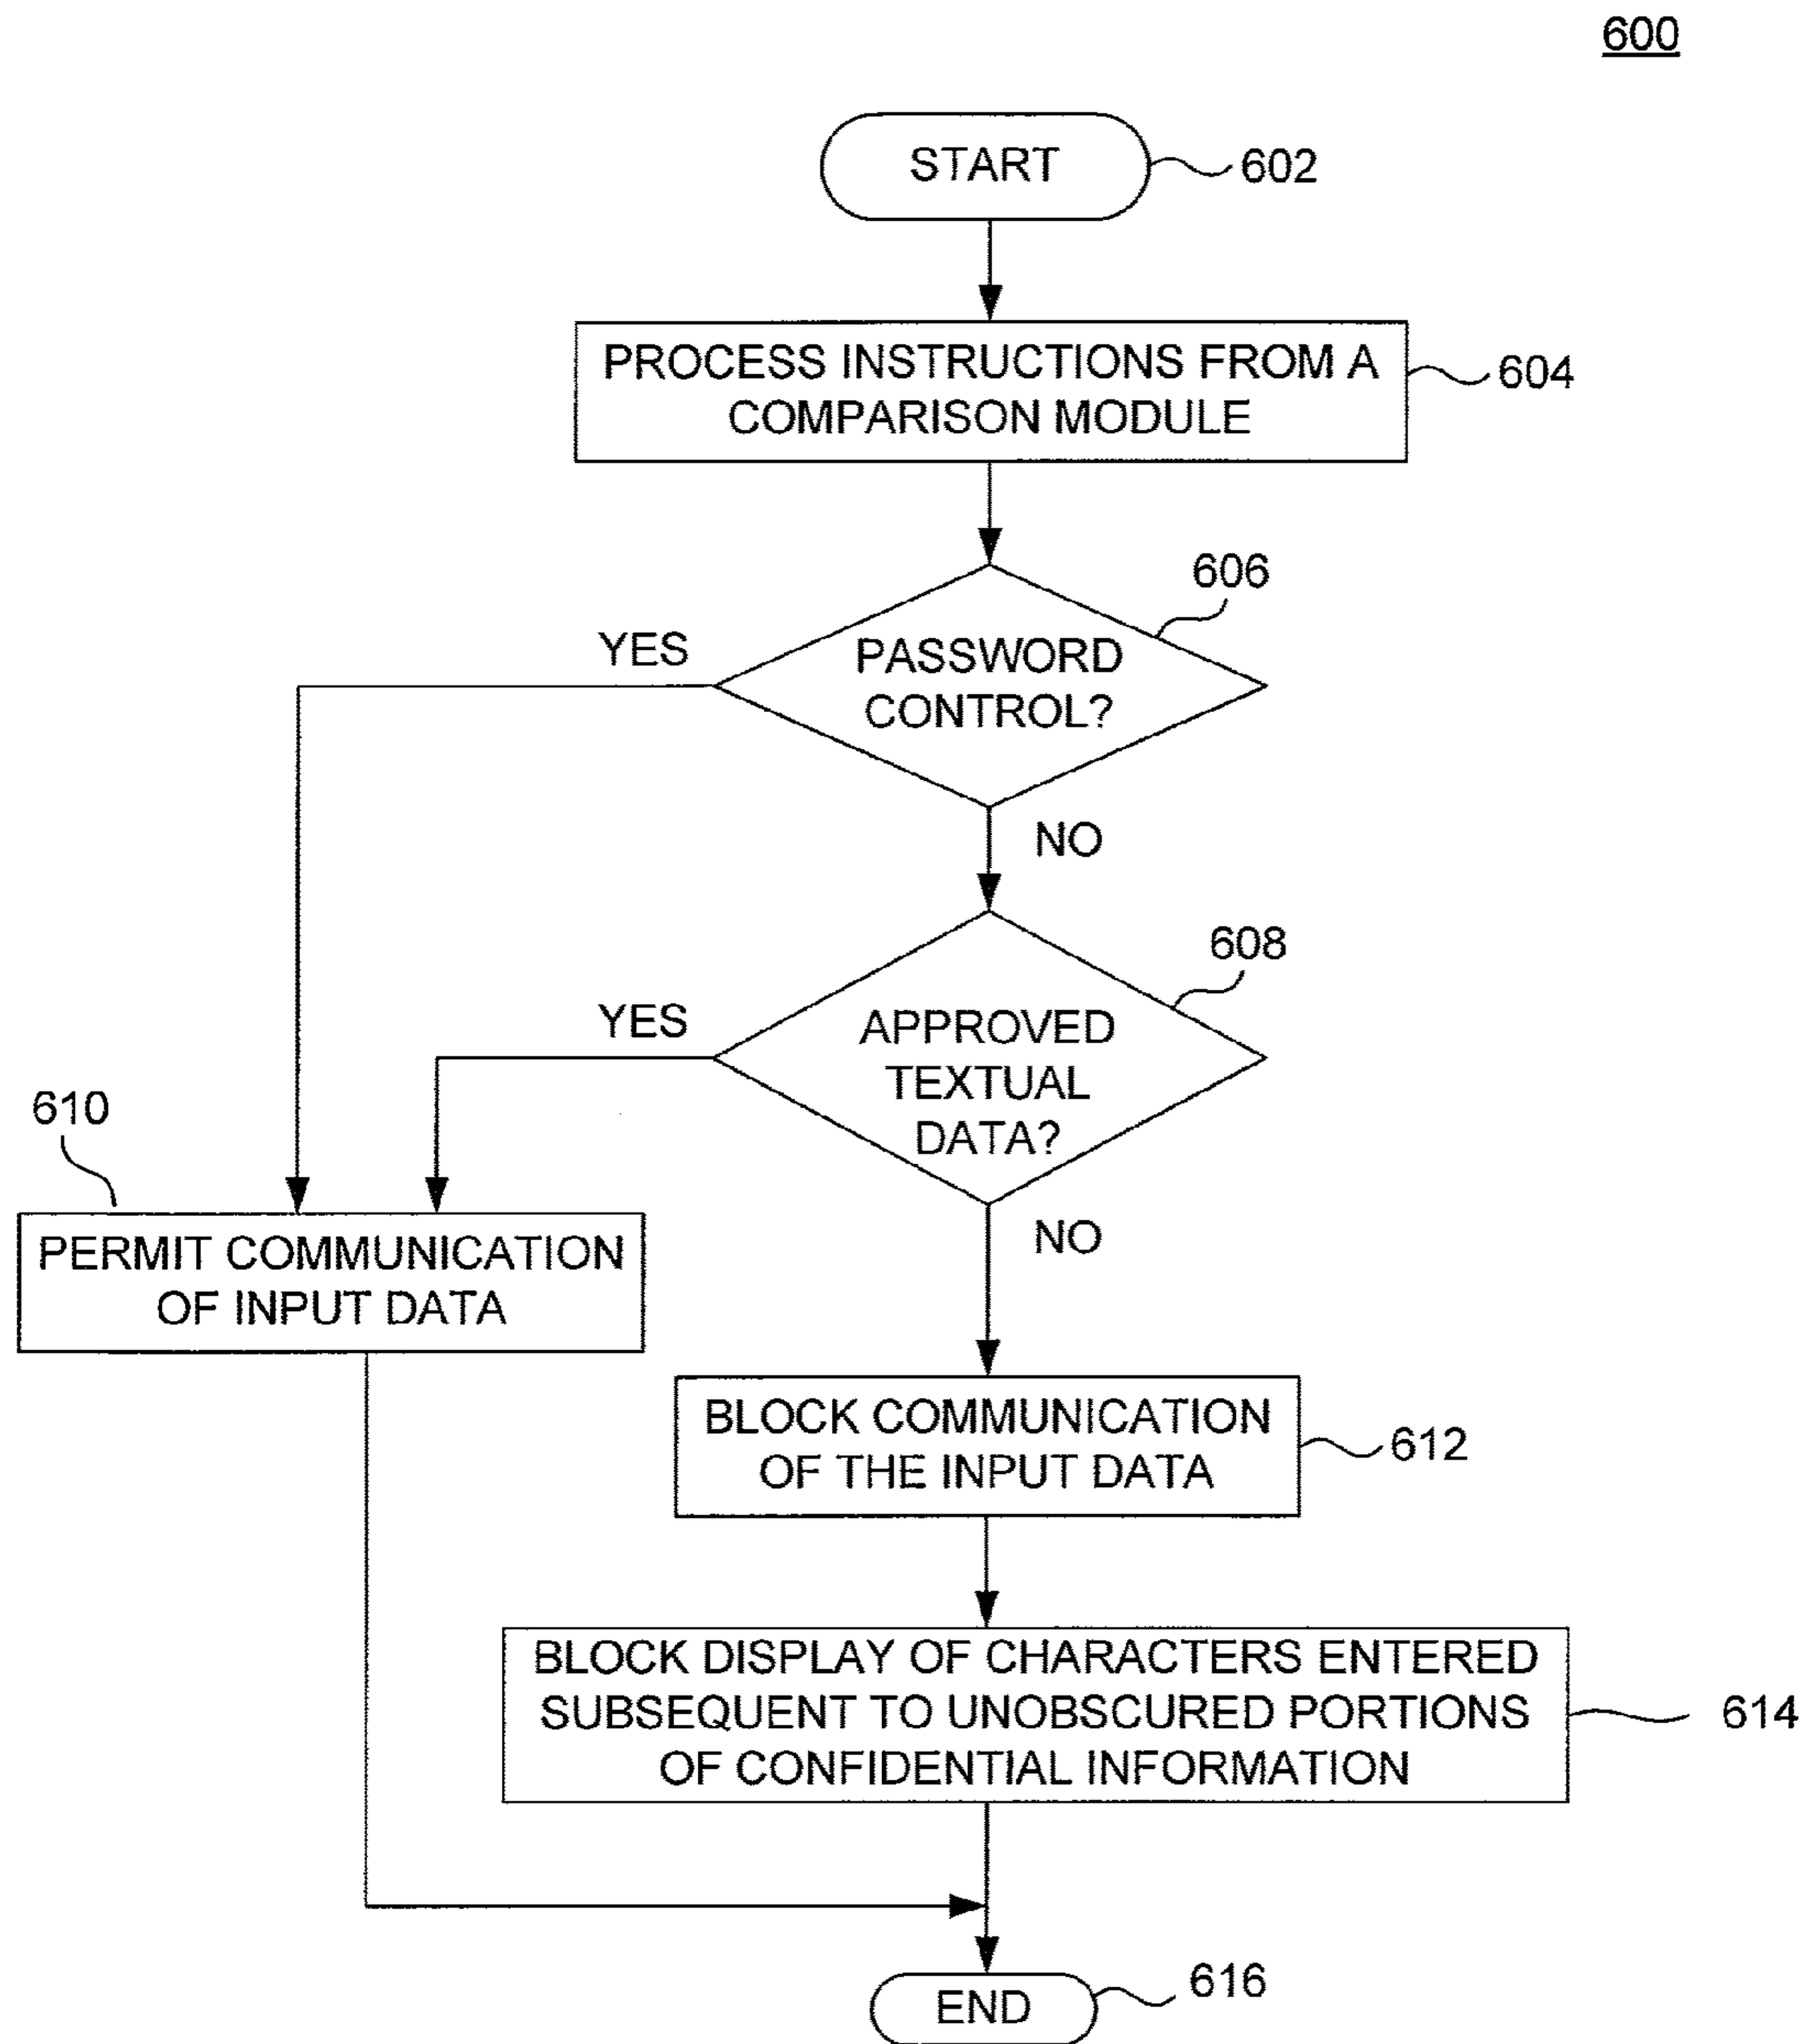 600
START
602
PROCESS INSTRUCTIONS FROM A
COMPARISON MODULE
604
606
YES
PASSWORD
CONTROL?
NO
608
YES
APPROVED
TEXTUAL
DATA?
610
NO
PERMIT COMMUNICATION
OF INPUT DATA
BLOCK COMMUNICATION
OF THE INPUT DATA
612
BLOCK DISPLAY OF CHARACTERS ENTERED
SUBSEQUENT TO UNOBSCURED PORTIONS
OF CONFIDENTIAL INFORMATION
614
END
616